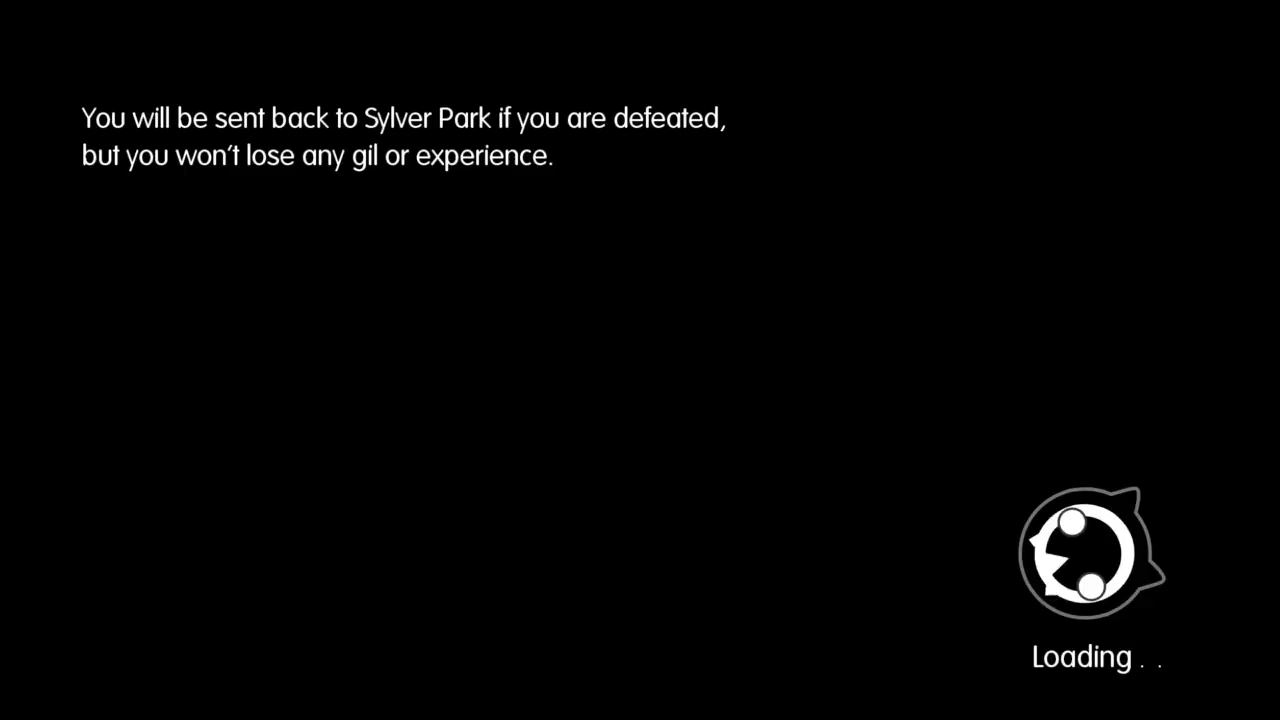 You will be sent back to Sylver Park if you are defeated,
but you won't lose any gil or experience.
Loading . .